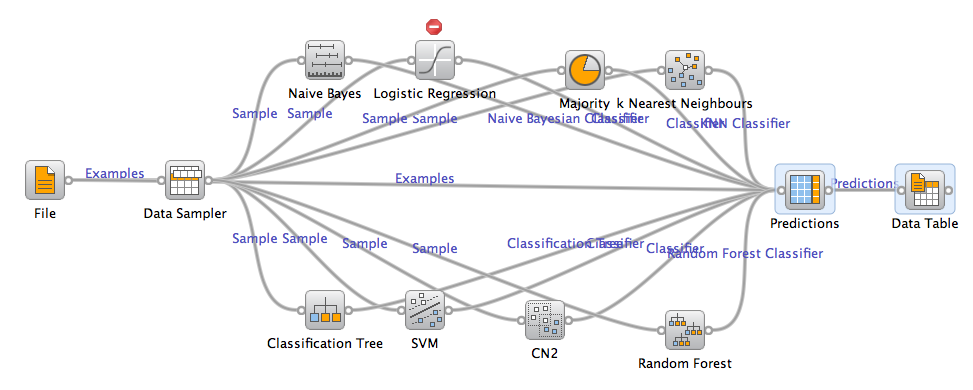 Naive Bayes
Logistic Regression
Majority
k Nearest Neighbours
Sample
Sample
Sample
Sample
Naive Bayesian Classifier
Classifier
Classifier
KNN Classifier
Examples
Examples
Predictions
File
Data Sampler
Predictions
Data Table
Sample
Sample
Sample
Sample
Classification Tree
Classifier
Classifier
Random Forest Classifier
Classification Tree
SVM
CN2
Random Forest